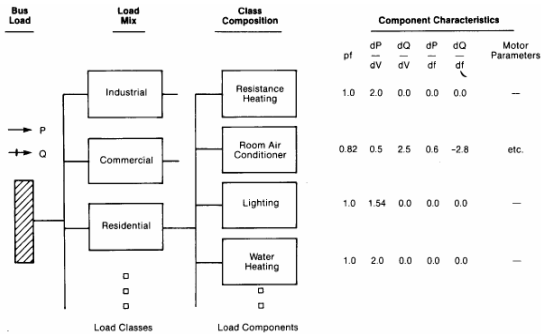 Bus
Load
Load
Mix
Class
Composition
Component Characteristics
pf
dP
dV
dQ
dV
dP
df
dQ
df
Motor
Parameters
Industrial
Resistance
Heating
1.0 2.0 0.0 0.0 0.0 —
P
Q
Commercial
Room Air
Conditioner
0.82 0.5 2.5 0.6 -2.8 etc.
Residential
Lighting
1.0 1.54 0.0 0.0 0.0 —
Water
Heating
1.0 2.0 0.0 0.0 0.0 —
Load Classes
Load Components